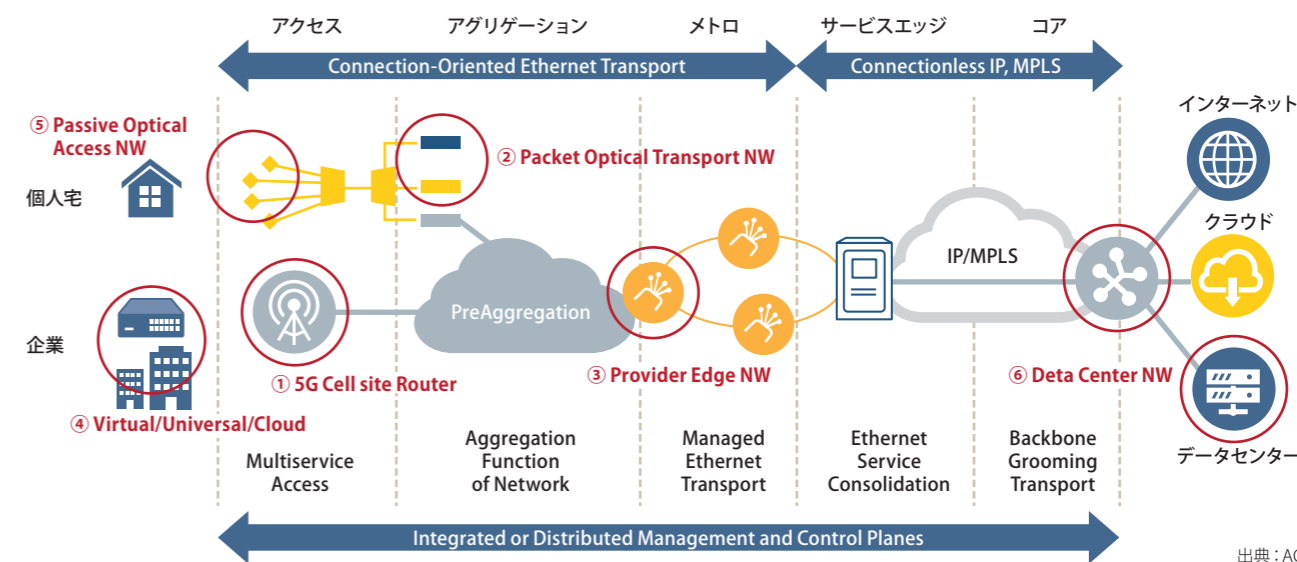 アクセス
アグリゲーション
メトロ
サービスエッジ
コア
Connection-Oriented Ethernet Transport
Connectionless IP, MPLS
⑤ Passive Optical
Access NW
個人宅
② Packet Optical Transport NW
インターネット
クラウド
IP/MPLS
PreAggregation
企業
① 5G Cell site Router
③ Provider Edge NW
⑥ Deta Center NW
④ Virtual/Universal/Cloud
データセンター
Multiservice
Access
Aggregation
Function
of Network
Managed
Ethernet
Transport
Ethernet
Service
Consolidation
Backbone
Grooming
Transport
Integrated or Distributed Management and Control Planes
出典：AC